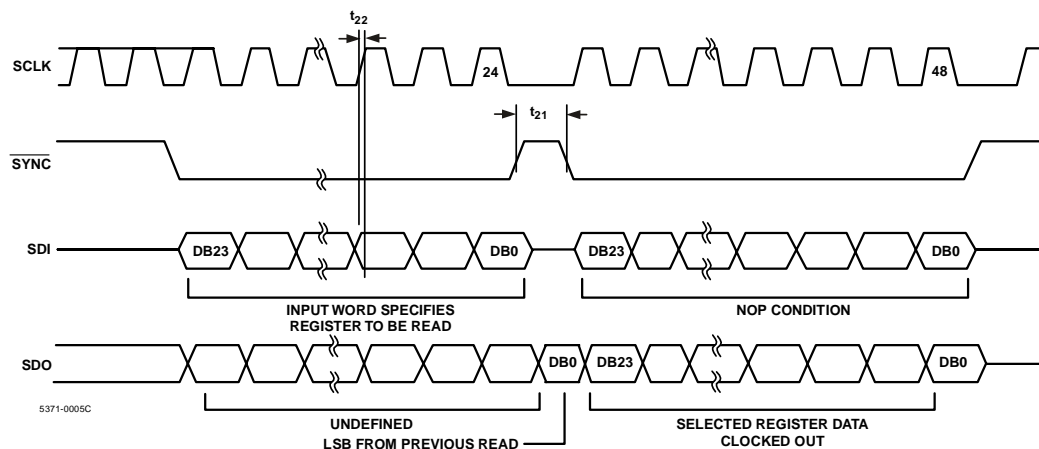 t22
SCLK
24
48
t21
SYNC
SDI
DB23
DB0
DB23
DB0
INPUT WORD SPECIFIES
REGISTER TO BE READ
NOP CONDITION
SDO
DB0
DB23
DB0
5371-0005C
UNDEFINED
LSB FROM PREVIOUS READ
SELECTED REGISTER DATA
CLOCKED OUT